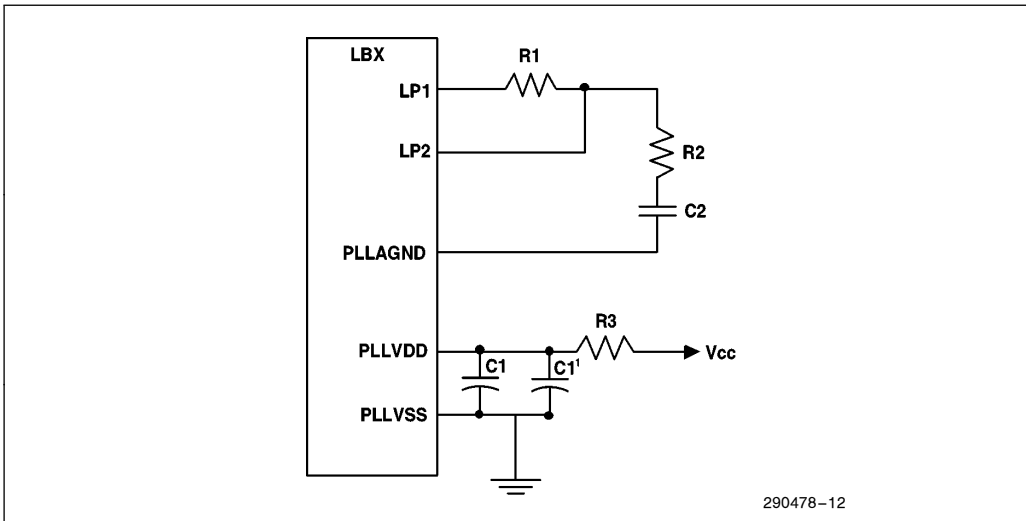 LBX
R1
LP1
LP2
R2
C2
PLLAGND
R3
PLLVDD
Vcc
C1
C1¹
PLLVSS
290478–12